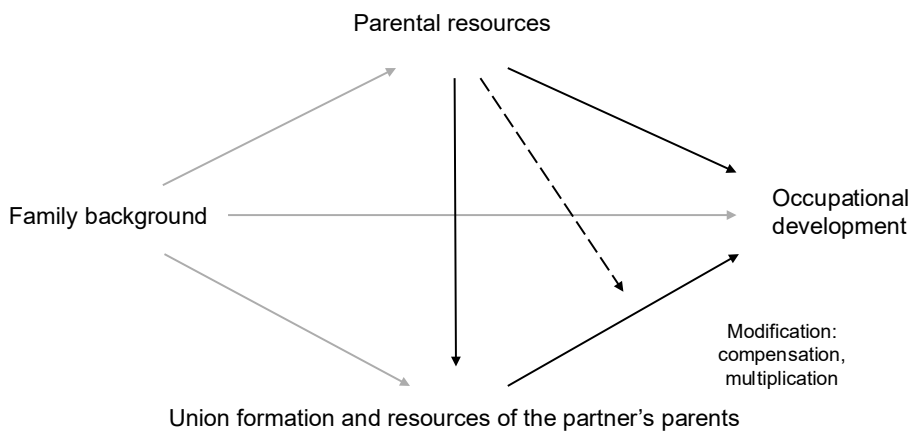 Parental resources
Family background
Occupational
development
Modification:
compensation,
multiplication
Union formation and resources of the partner’s parents